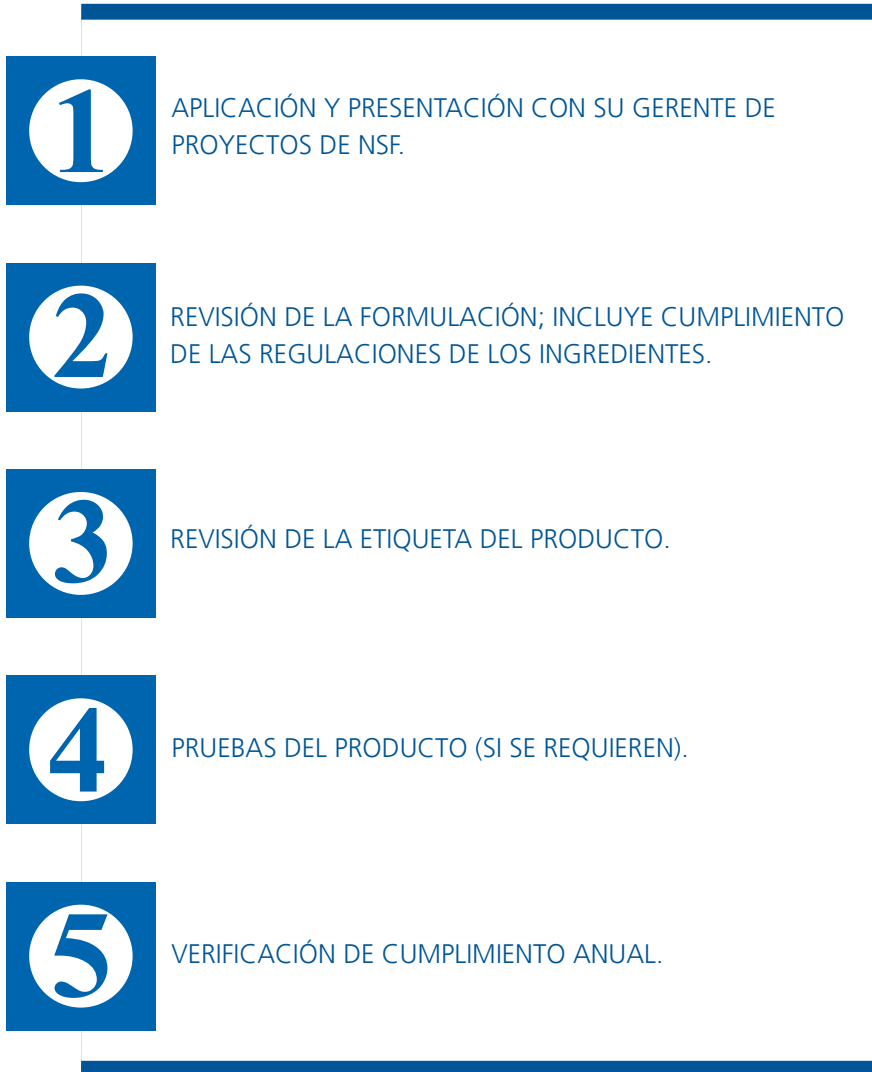 1
APLICACIÓN Y PRESENTACIÓN CON SU GERENTE DE
PROYECTOS DE NSF.
2
REVISIÓN DE LA FORMULACIÓN; INCLUYE CUMPLIMIENTO
DE LAS REGULACIONES DE LOS INGREDIENTES.
3
REVISIÓN DE LA ETIQUETA DEL PRODUCTO.
4
PRUEBAS DEL PRODUCTO (SI SE REQUIEREN).
5
VERIFICACIÓN DE CUMPLIMIENTO ANUAL.